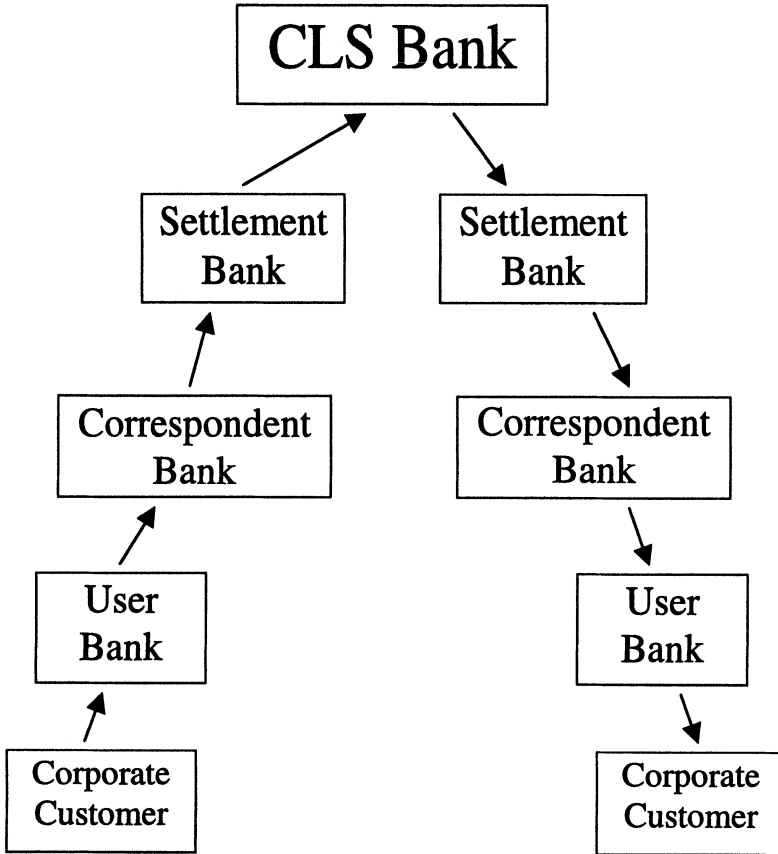 CLS Bank
Settlement
Bank
Settlement
Bank
Correspondent
Bank
Correspondent
Bank
User
Bank
User
Bank
Corporate
Customer
Corporate
Customer